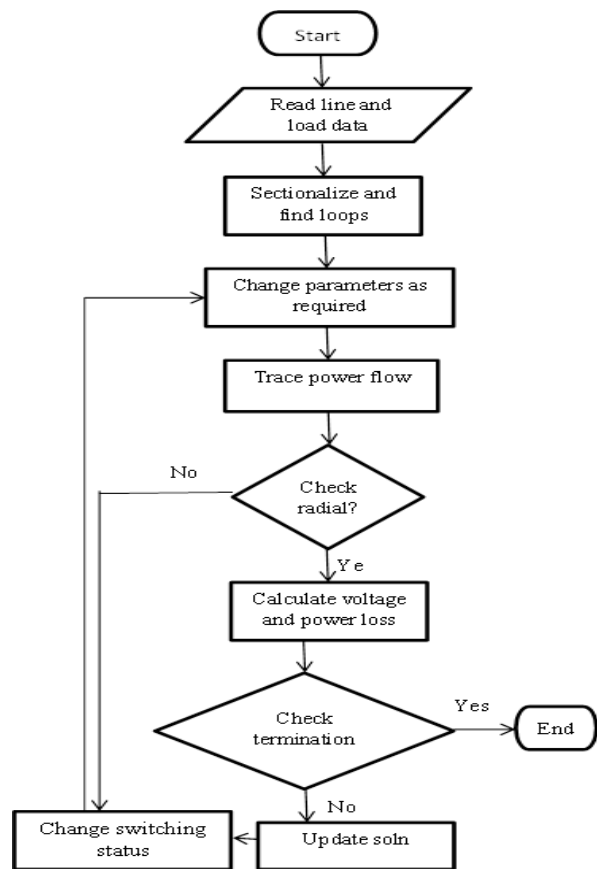 Start
Read line and
load data
Sectionalize and
find loops
Change parameters as
required
Trace power flow
No
Check
radial?
Ye
Calculate voltage
and power loss
Check
termination
Yes
End
No
Update soln
Change switching
status